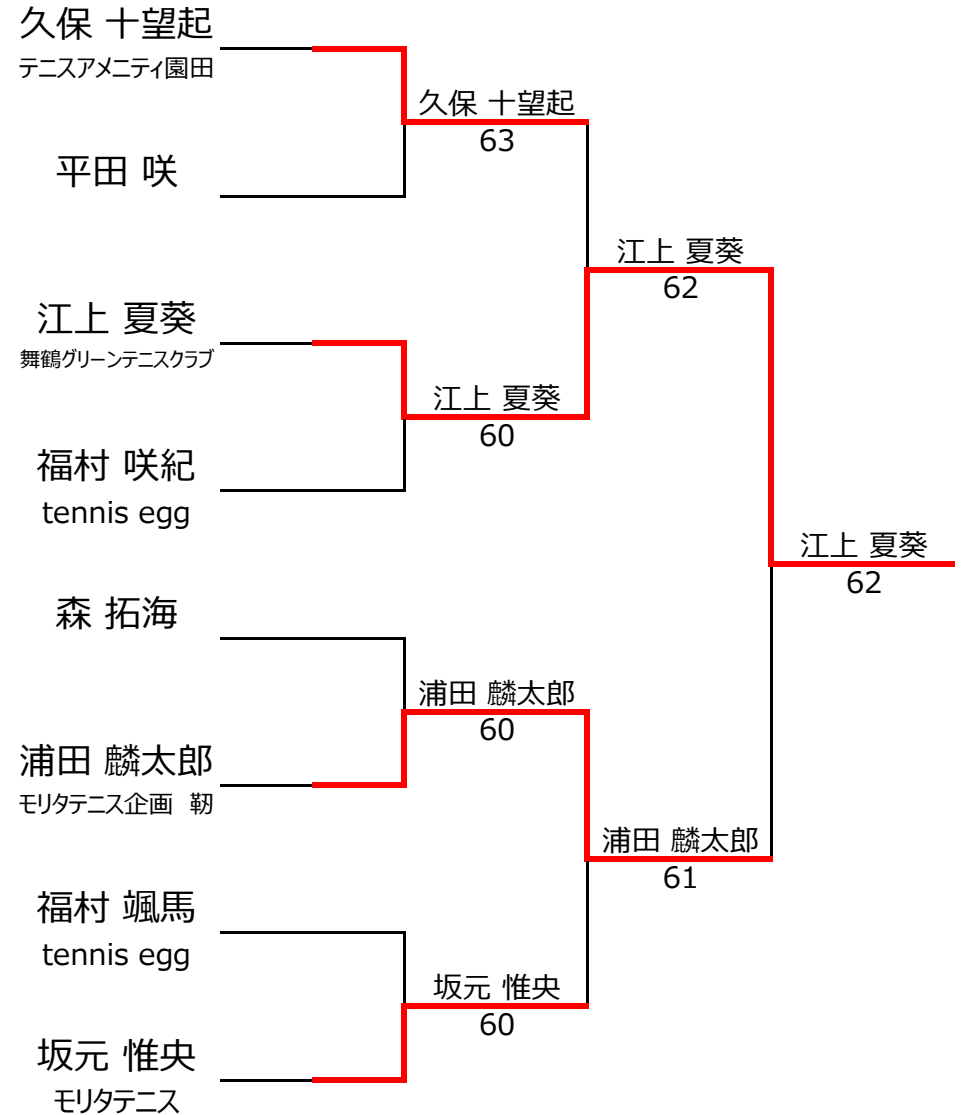 久保 十望起
テニスアメニティ園田
久保 十望起
63
平田 咲
江上 夏葵
62
江上 夏葵
舞鶴グリーンテニスクラブ
江上 夏葵
60
福村 咲紀
tennis egg
江上 夏葵
62
森 拓海
浦田 麟太郎
60
浦田 麟太郎
モリタテニス企画　靭
浦田 麟太郎
61
福村 颯馬
tennis egg
坂元 惟央
60
坂元 惟央
モリタテニス